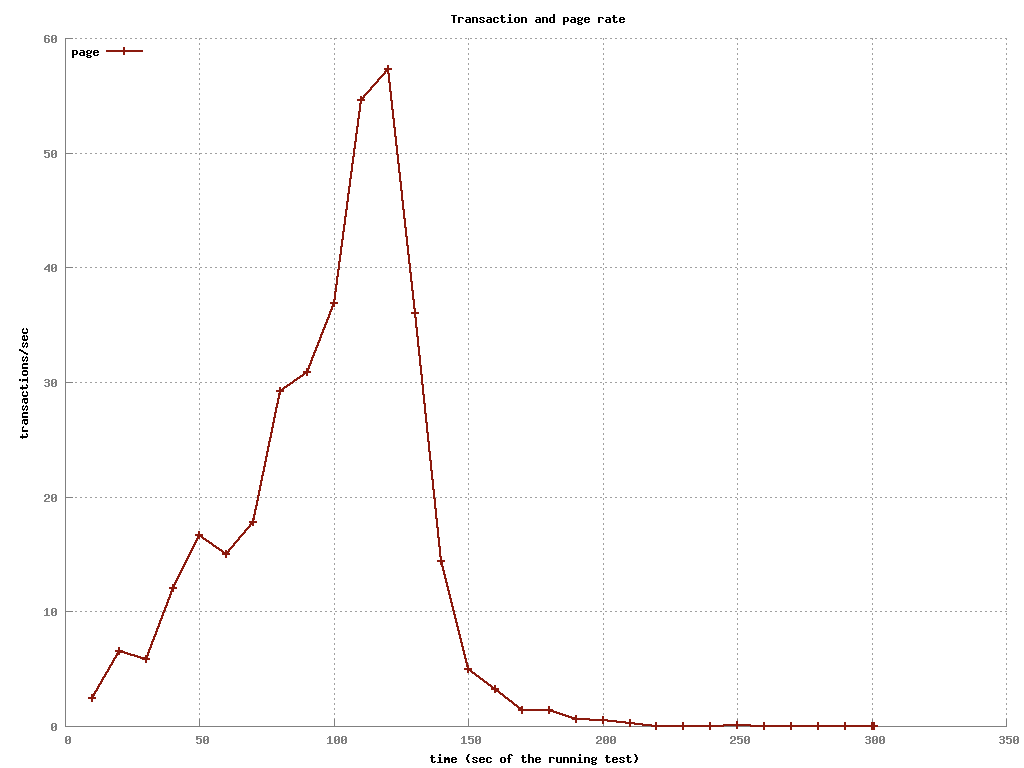 Transaction and page rate
60
page
50
40
30
20
10
0
transactions/sec
0 50 100 150 200 250 300 350
time (sec of the running test)